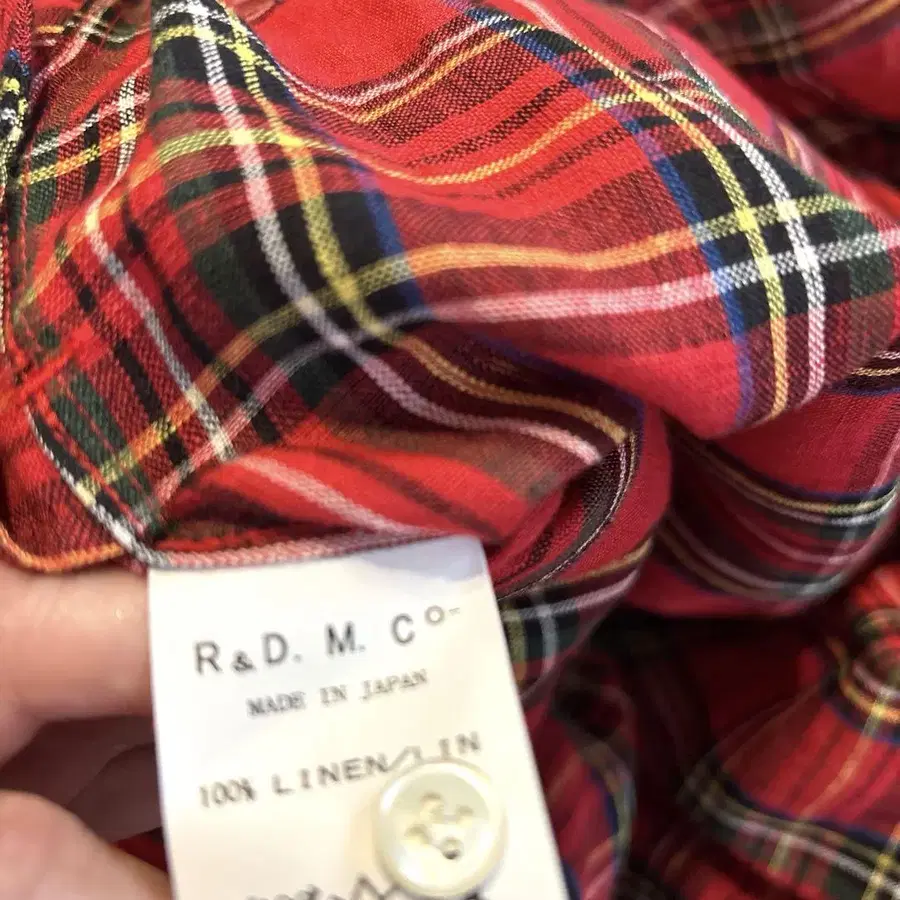 R&D. M. Co-
MADE IN JAPAN
100% LINEN/LIN